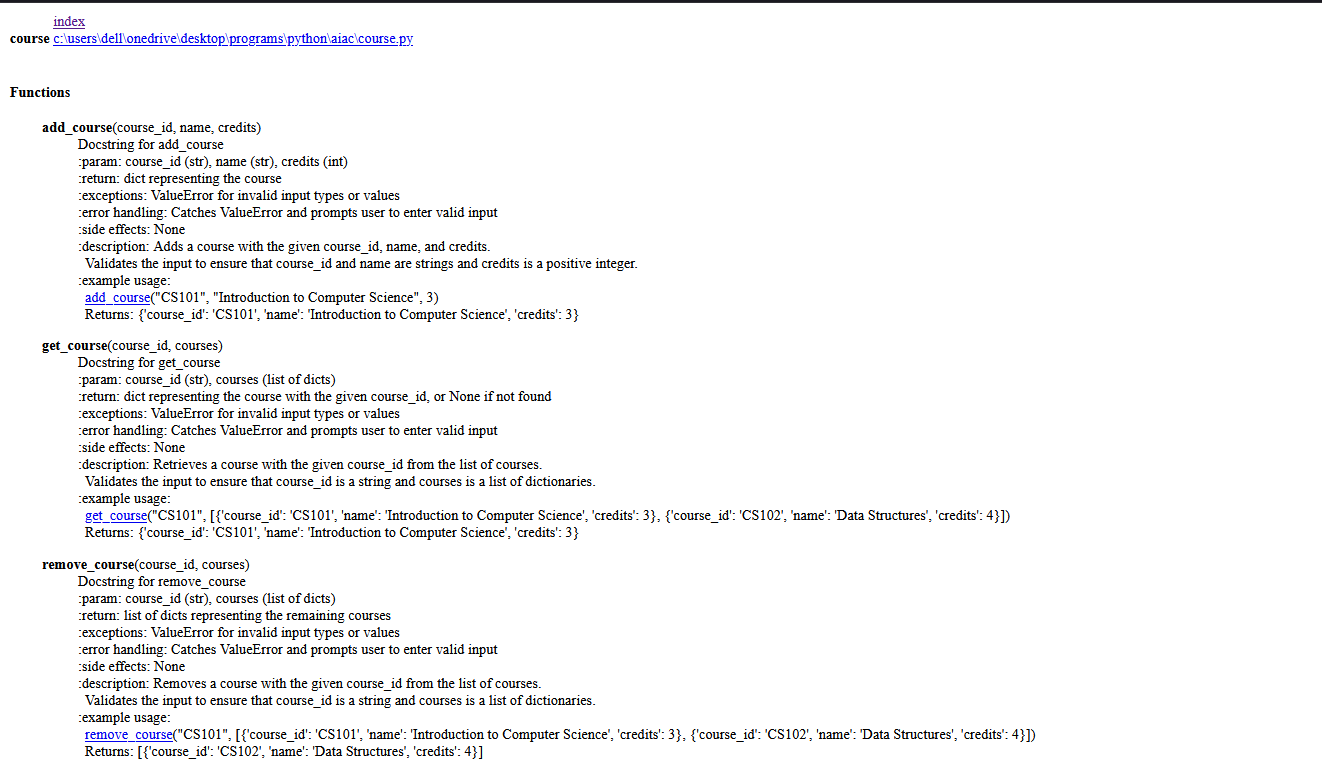 index
course c:\users\dell\onedrive\desktop\programs\python\aiac\course.py
Functions
add_course(course_id, name, credits)
Docstring for add_course
:param: course_id (str), name (str), credits (int)
:return: dict representing the course
:exceptions: ValueError for invalid input types or values
:error handling: Catches ValueError and prompts user to enter valid input
:side effects: None
:description: Adds a course with the given course_id, name, and credits.
Validates the input to ensure that course_id and name are strings and credits is a positive integer.
:example usage:
add_course("CS101", "Introduction to Computer Science", 3)
Returns: {'course_id': 'CS101', 'name': 'Introduction to Computer Science', 'credits': 3}
get_course(course_id, courses)
Docstring for get_course
:param: course_id (str), courses (list of dicts)
:return: dict representing the course with the given course_id, or None if not found
:exceptions: ValueError for invalid input types or values
:error handling: Catches ValueError and prompts user to enter valid input
:side effects: None
:description: Retrieves a course with the given course_id from the list of courses.
Validates the input to ensure that course_id is a string and courses is a list of dictionaries.
:example usage:
get_course("CS101", [{'course_id': 'CS101', 'name': 'Introduction to Computer Science', 'credits': 3}, {'course_id': 'CS102', 'name': 'Data Structures', 'credits': 4}])
Returns: {'course_id': 'CS101', 'name': 'Introduction to Computer Science', 'credits': 3}
remove_course(course_id, courses)
Docstring for remove_course
:param: course_id (str), courses (list of dicts)
:return: list of dicts representing the remaining courses
:exceptions: ValueError for invalid input types or values
:error handling: Catches ValueError and prompts user to enter valid input
:side effects: None
:description: Removes a course with the given course_id from the list of courses.
Validates the input to ensure that course_id is a string and courses is a list of dictionaries.
:example usage:
remove_course("CS101", [{'course_id': 'CS101', 'name': 'Introduction to Computer Science', 'credits': 3}, {'course_id': 'CS102', 'name': 'Data Structures', 'credits': 4}])
Returns: [{'course_id': 'CS102', 'name': 'Data Structures', 'credits': 4}]